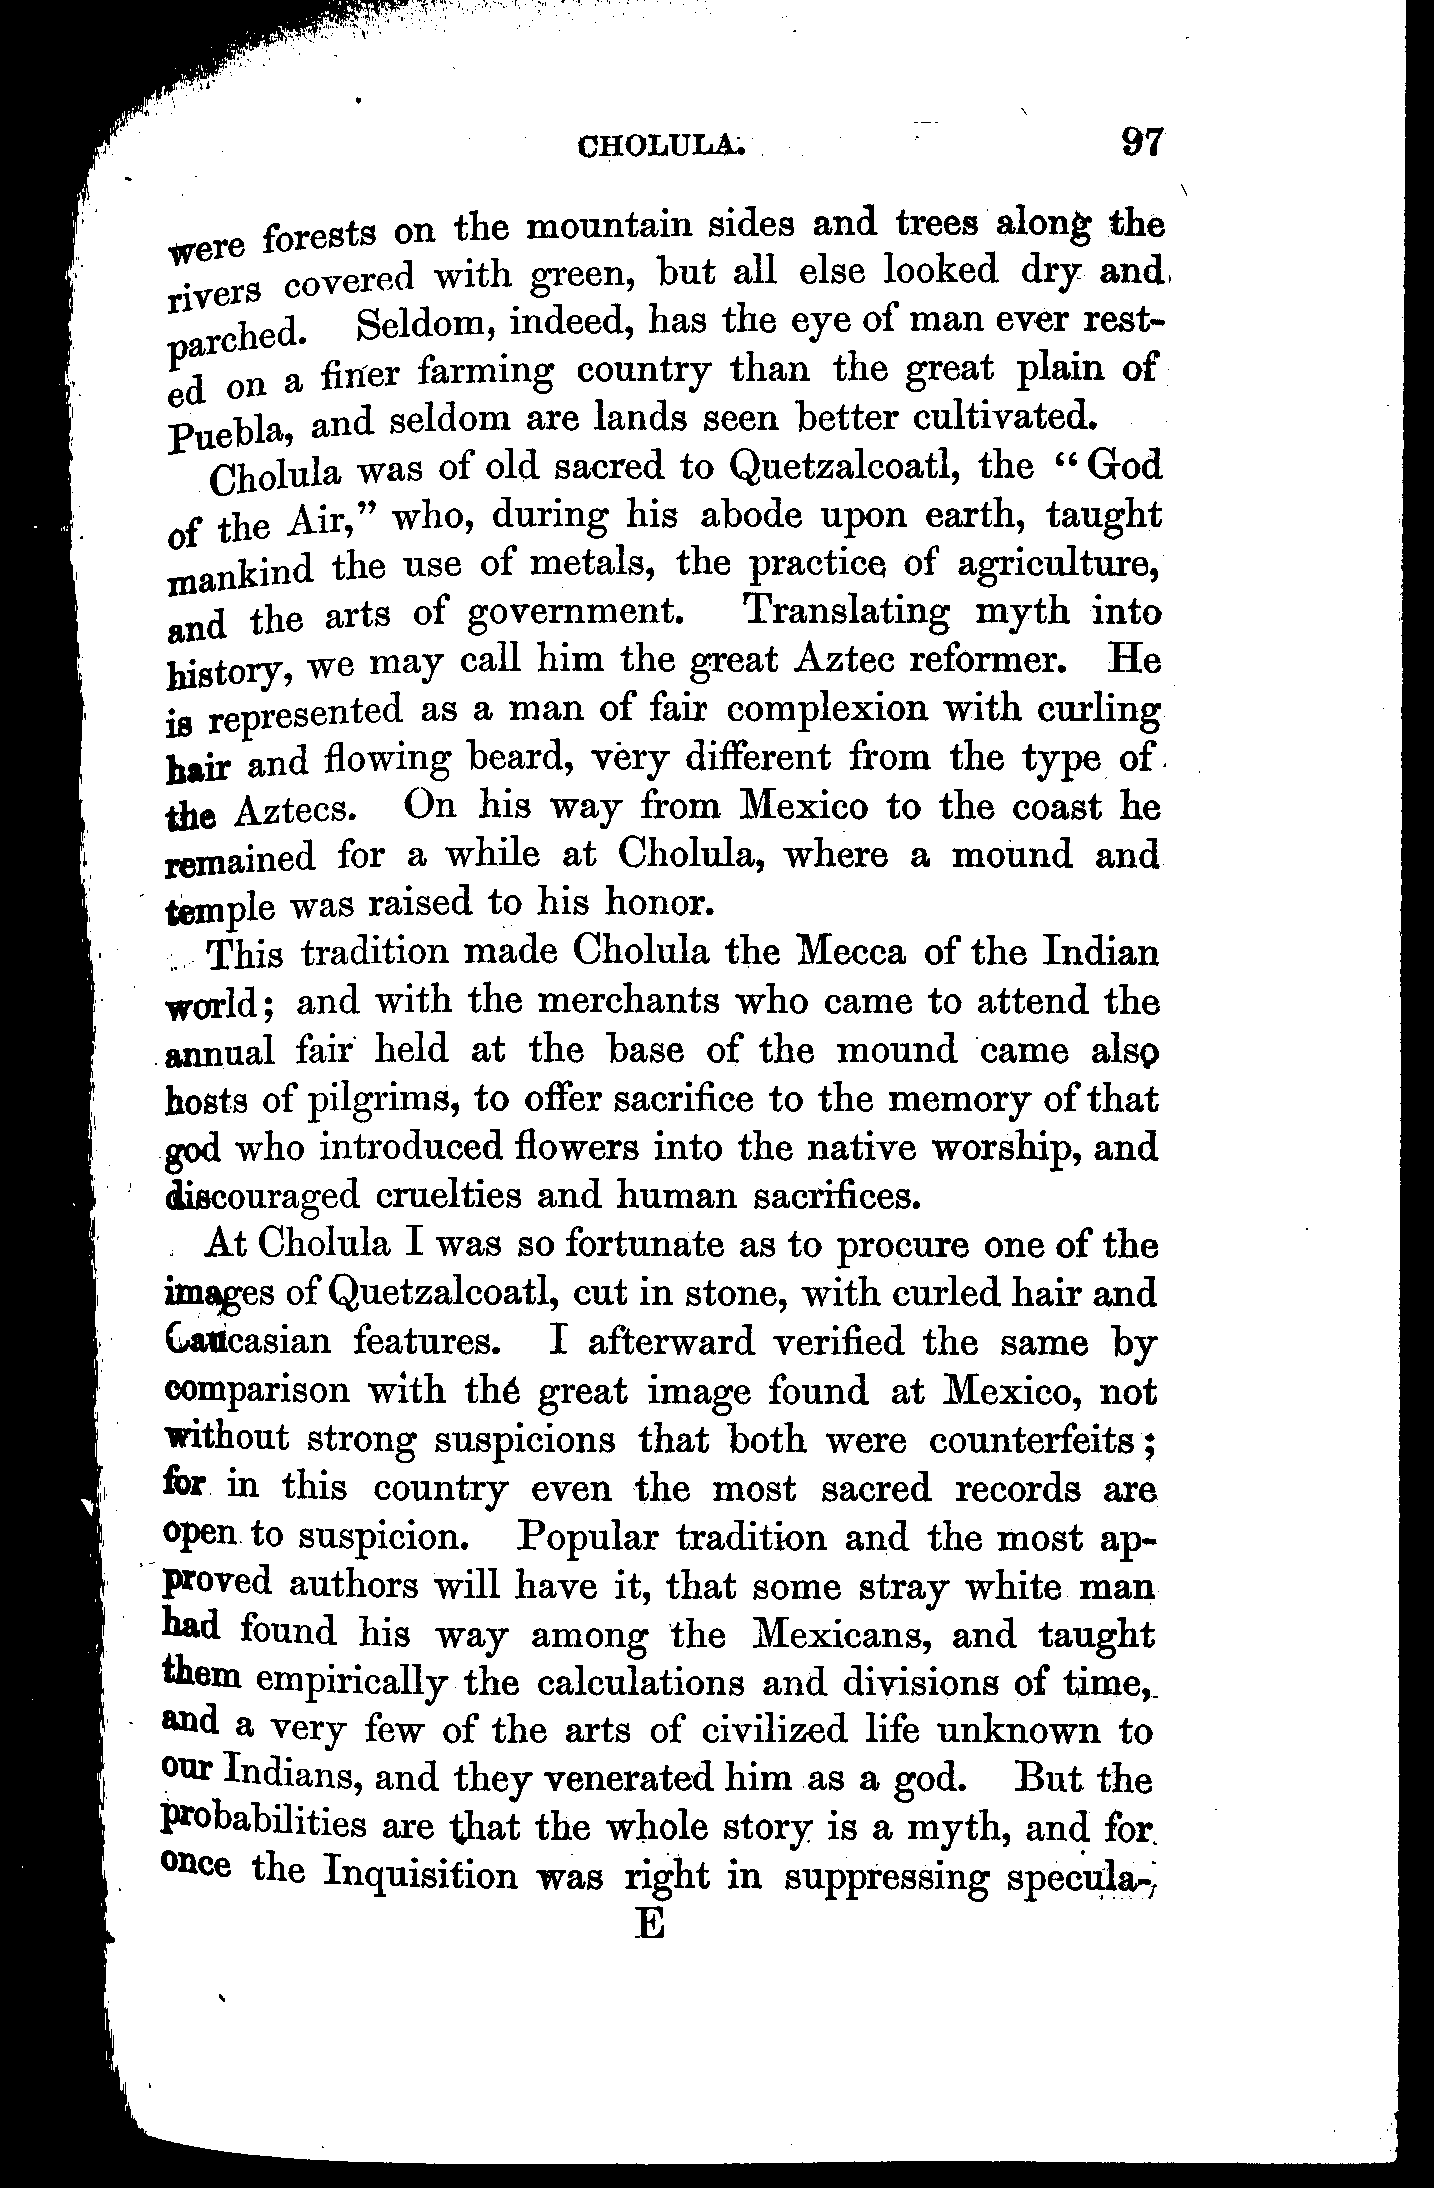 CHOLULA. 97
were forests on the mountain sides and trees along the
rivers covered with green, but all else looked dry and
parched. Seldom, indeed, has the eye of man ever rest-
ed on a finer farming country than the great plain of
Puebla, and seldom are lands seen better cultivated.
Cholula was of old sacred to Quetzalcoatl, the “God
of the Air,” who, during his abode upon earth, taught
mankind the use of metals, the practice of agriculture,
and the arts of government. Translating myth into
history, we may call him the great Aztec reformer. He
is represented as a man of fair complexion with curling
hair and flowing beard, very different from the type of
the Aztecs. On his way from Mexico to the coast he
remained for a while at Cholula, where a mound and
temple was raised to his honor.
This tradition made Cholula the Mecca of the Indian
world; and with the merchants who came to attend the
annual fair held at the base of the mound came also
hosts of pilgrims, to offer sacrifice to the memory of that
god who introduced flowers into the native worship, and
discouraged cruelties and human sacrifices.
At Cholula I was so fortunate as to procure one of the
images of Quetzalcoatl, cut in stone, with curled hair and
Caucasian features. I afterward verified the same by
comparison with the great image found at Mexico, not
without strong suspicions that both were counterfeits;
for in this country even the most sacred records are
open to suspicion. Popular tradition and the most ap-
proved authors will have it, that some stray white man
had found his way among the Mexicans, and taught
them empirically the calculations and divisions of time,
and a very few of the arts of civilized life unknown to
our Indians, and they venerated him as a god. But the
probabilities are that the whole story is a myth, and for
once the Inquisition was right in suppressing specula-
E